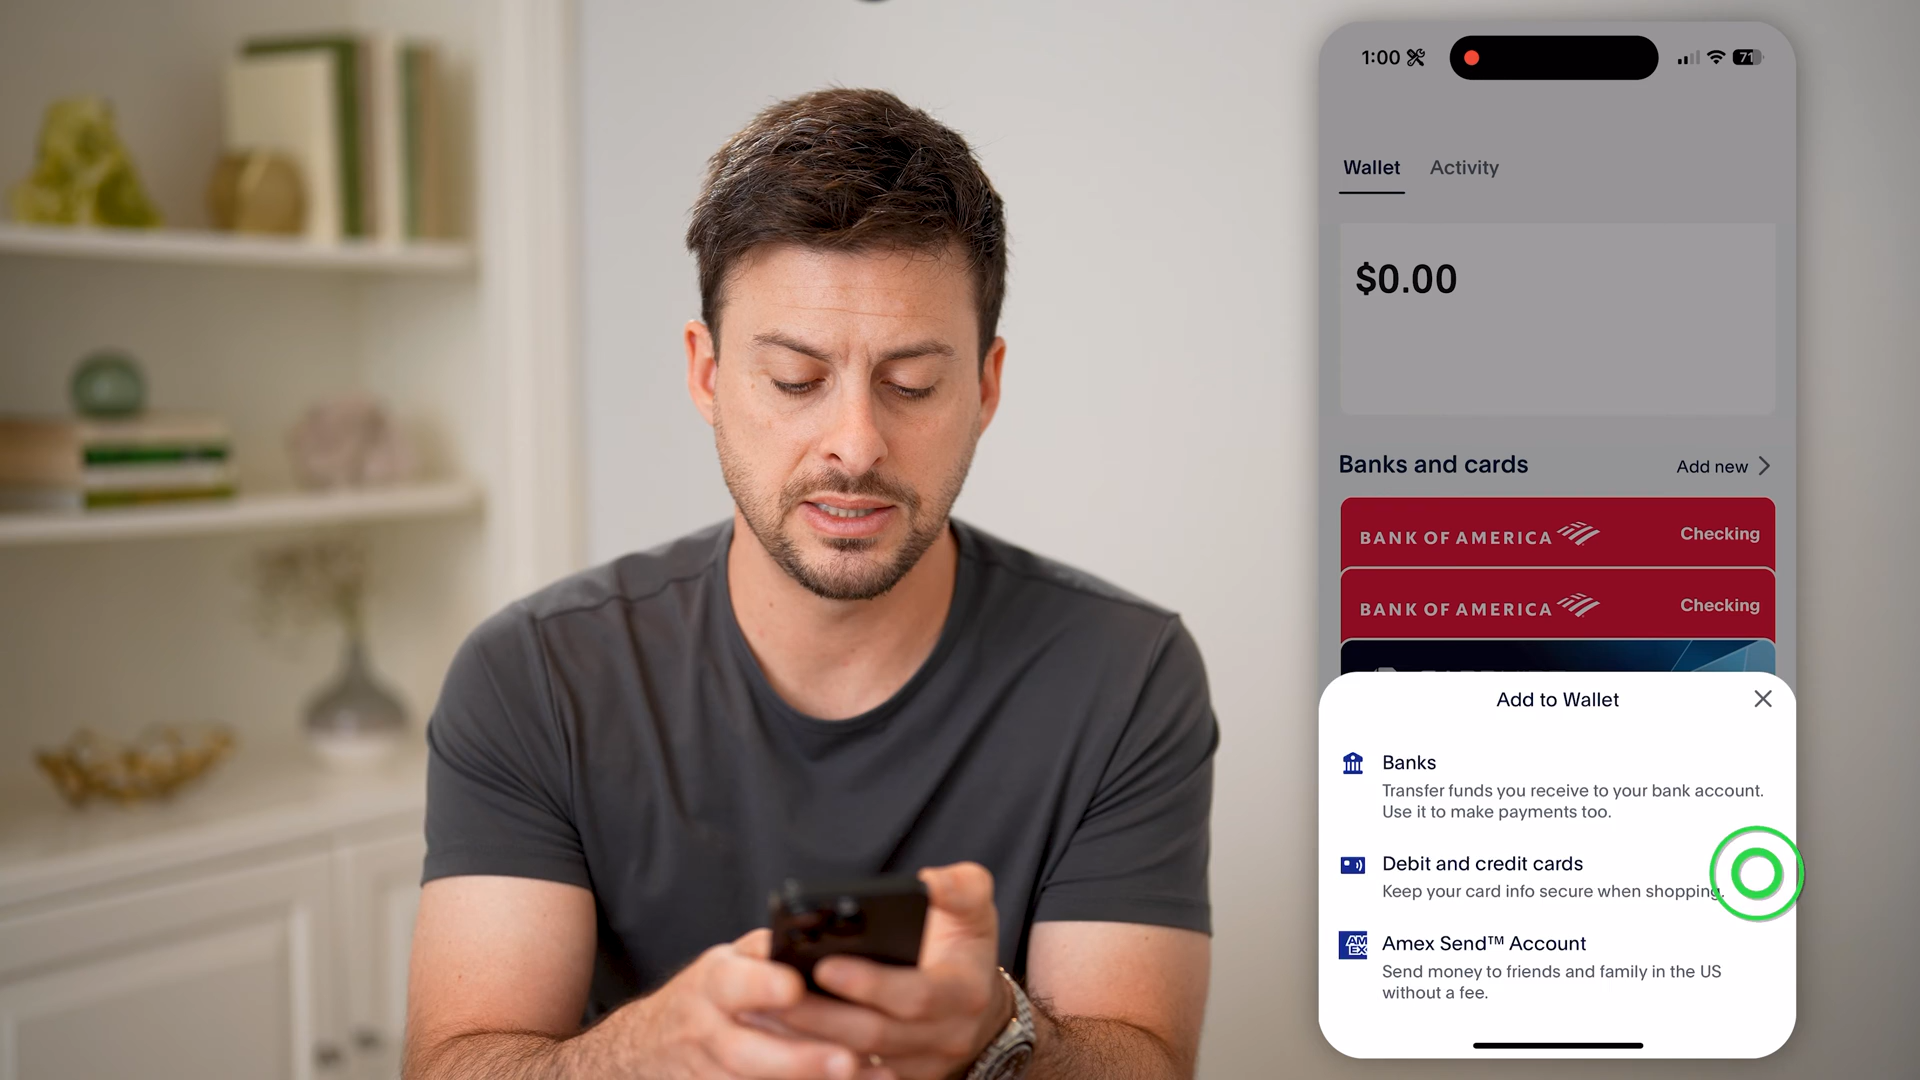 1:00
71
Wallet Activity
$0.00
Banks and cards Add new
BANK OF AMERICA Checking
BANK OF AMERICA Checking
Add to Wallet
Banks
Transfer funds you receive to your bank account.
Use it to make payments too.
Debit and credit cards
Keep your card info secure when shopping.
AM
EX
Amex Send™ Account
Send money to friends and family in the US
without a fee.